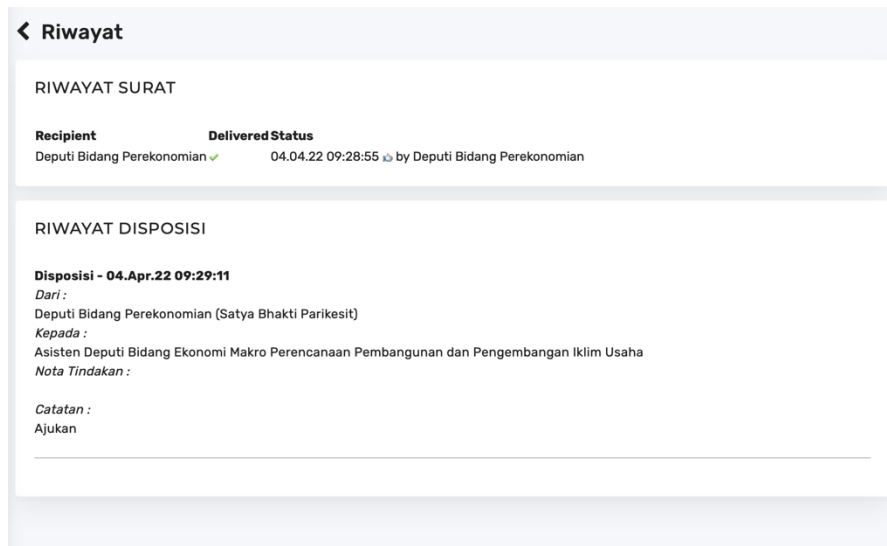 Riwayat
RIWAYAT SURAT
Recipient Delivered Status
Deputi Bidang Perekonomian 04.04.22 09:28:55 by Deputi Bidang Perekonomian
RIWAYAT DISPOSISI
Disposisi - 04.Apr.22 09:29:11
Dari :
Deputi Bidang Perekonomian (Satya Bhakti Parikesit)
Kepada :
Asisten Deputi Bidang Ekonomi Makro Perencanaan Pembangunan dan Pengembangan Iklim Usaha
Nota Tindakan :
Catatan :
Ajukan